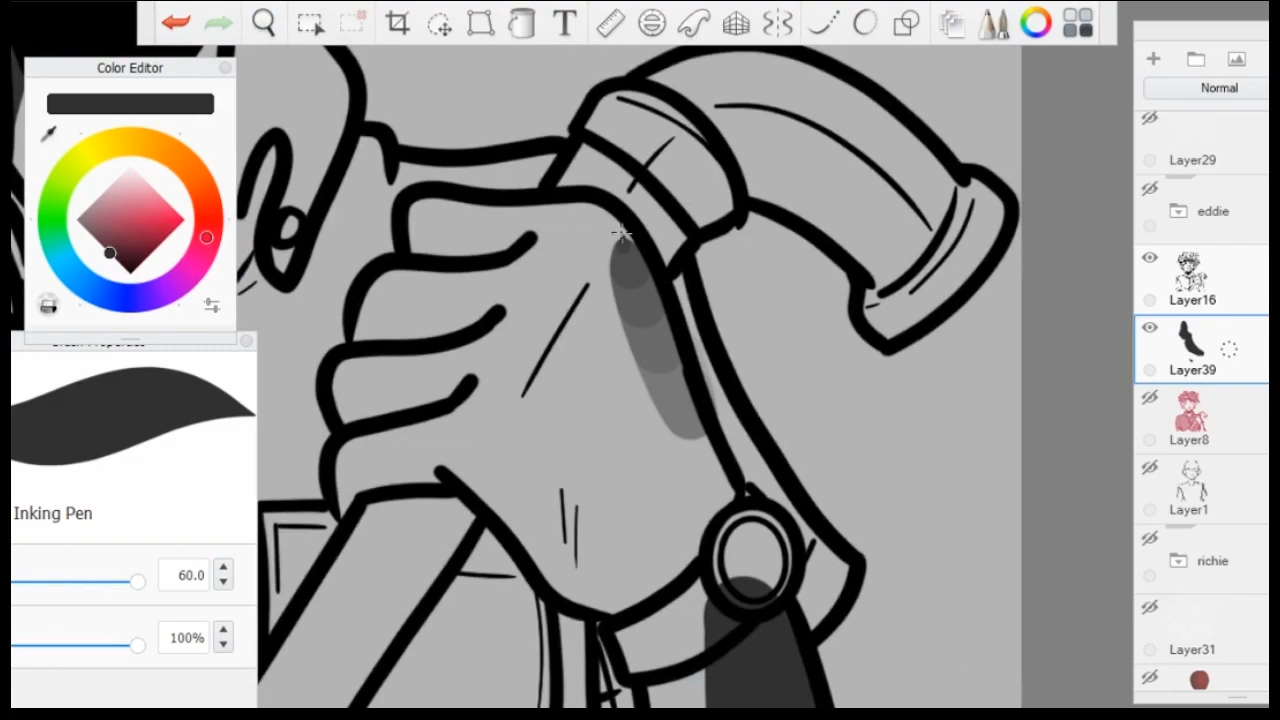 Color Editor
Inking Pen
60.0
100%
Normal
Layer29
eddie
Layer16
Layer39
Layer8
Layer1
richie
Layer31